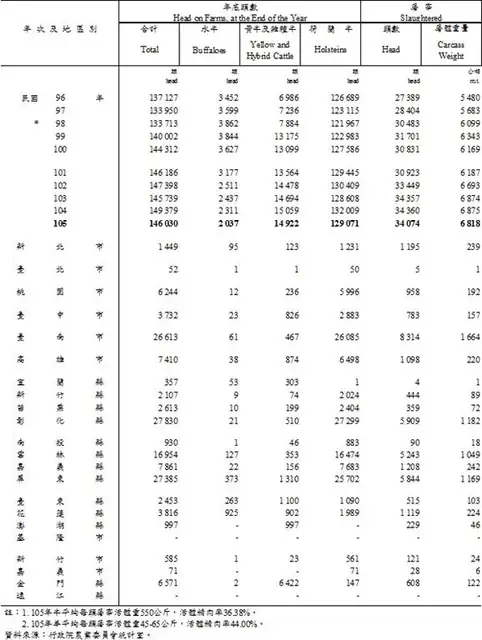 年底頭數 屠宰
年次及地區別 Head on Farms, at the End of the Year Slaughtered
合計 水牛 黃牛及雜種牛 荷蘭牛 頭數 屠體重量
Total Buffaloes Yellow and Hybrid Cattle Holsteins Head Carcass Weight
頭 頭 頭 頭 頭 公噸
head head head head head m.t.
民國 96 年 137 127 3 452 6 986 126 689 27 389 5 480
97 133 950 3 599 7 236 123 115 28 404 5 683
* 98 133 713 3 862 7 884 121 967 30 483 6 099
99 140 002 3 844 13 175 122 983 31 701 6 343
100 144 312 3 627 13 099 127 586 30 831 6 169
101 146 186 3 177 13 564 129 445 30 923 6 187
102 147 398 2 511 14 478 130 409 33 449 6 693
103 145 739 2 437 14 694 128 608 34 357 6 874
104 149 379 2 311 15 059 132 009 34 360 6 875
105 146 030 2 037 14 922 129 071 34 074 6 818
新北市 1 449 95 123 1 231 1 195 239
臺北市 52 1 1 50 5 1
桃園市 6 244 12 236 5 996 958 192
臺中市 3 732 23 826 2 883 783 157
臺南市 26 613 61 467 26 085 8 314 1 664
高雄市 7 410 38 874 6 498 1 098 220
宜蘭縣 357 53 303 1 4 1
新竹縣 2 107 9 74 2 024 444 89
苗栗縣 2 613 10 199 2 404 359 72
彰化縣 27 830 21 510 27 299 5 909 1 182
南投縣 930 1 46 883 90 18
雲林縣 16 954 127 353 16 474 5 243 1 049
嘉義縣 7 861 22 156 7 683 1 208 242
屏東縣 27 385 373 1 310 25 702 5 844 1 169
臺東縣 2 453 263 1 100 1 090 515 103
花蓮縣 3 816 925 902 1 989 1 119 224
澎湖縣 997 - 997 - 229 46
基隆市 - - - - - -
新竹市 585 1 23 561 121 24
嘉義市 71 - - 71 28 6
金門縣 6 571 2 6 422 147 608 122
連江縣 - - - - - -
註：1. 105年牛平均每頭屠宰活體重550公斤，活體精肉率36.38%。
2. 105年羊平均每頭屠宰活體重45-65公斤，活體精肉率44.00%。
資料來源：行政院農業委員會統計室。